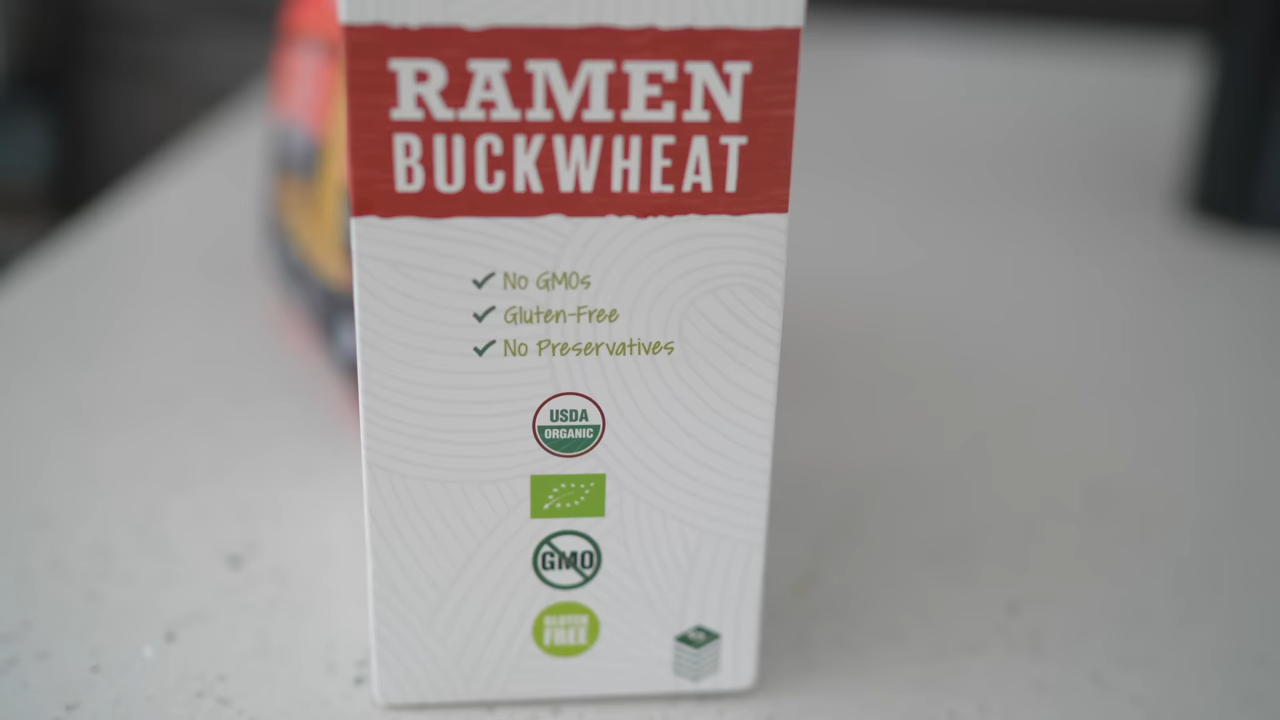 RAMEN
BUCKWHEAT
No GMOs
Gluten-Free
No Preservatives
USDA
ORGANIC
GMO
GLUTEN
FREE